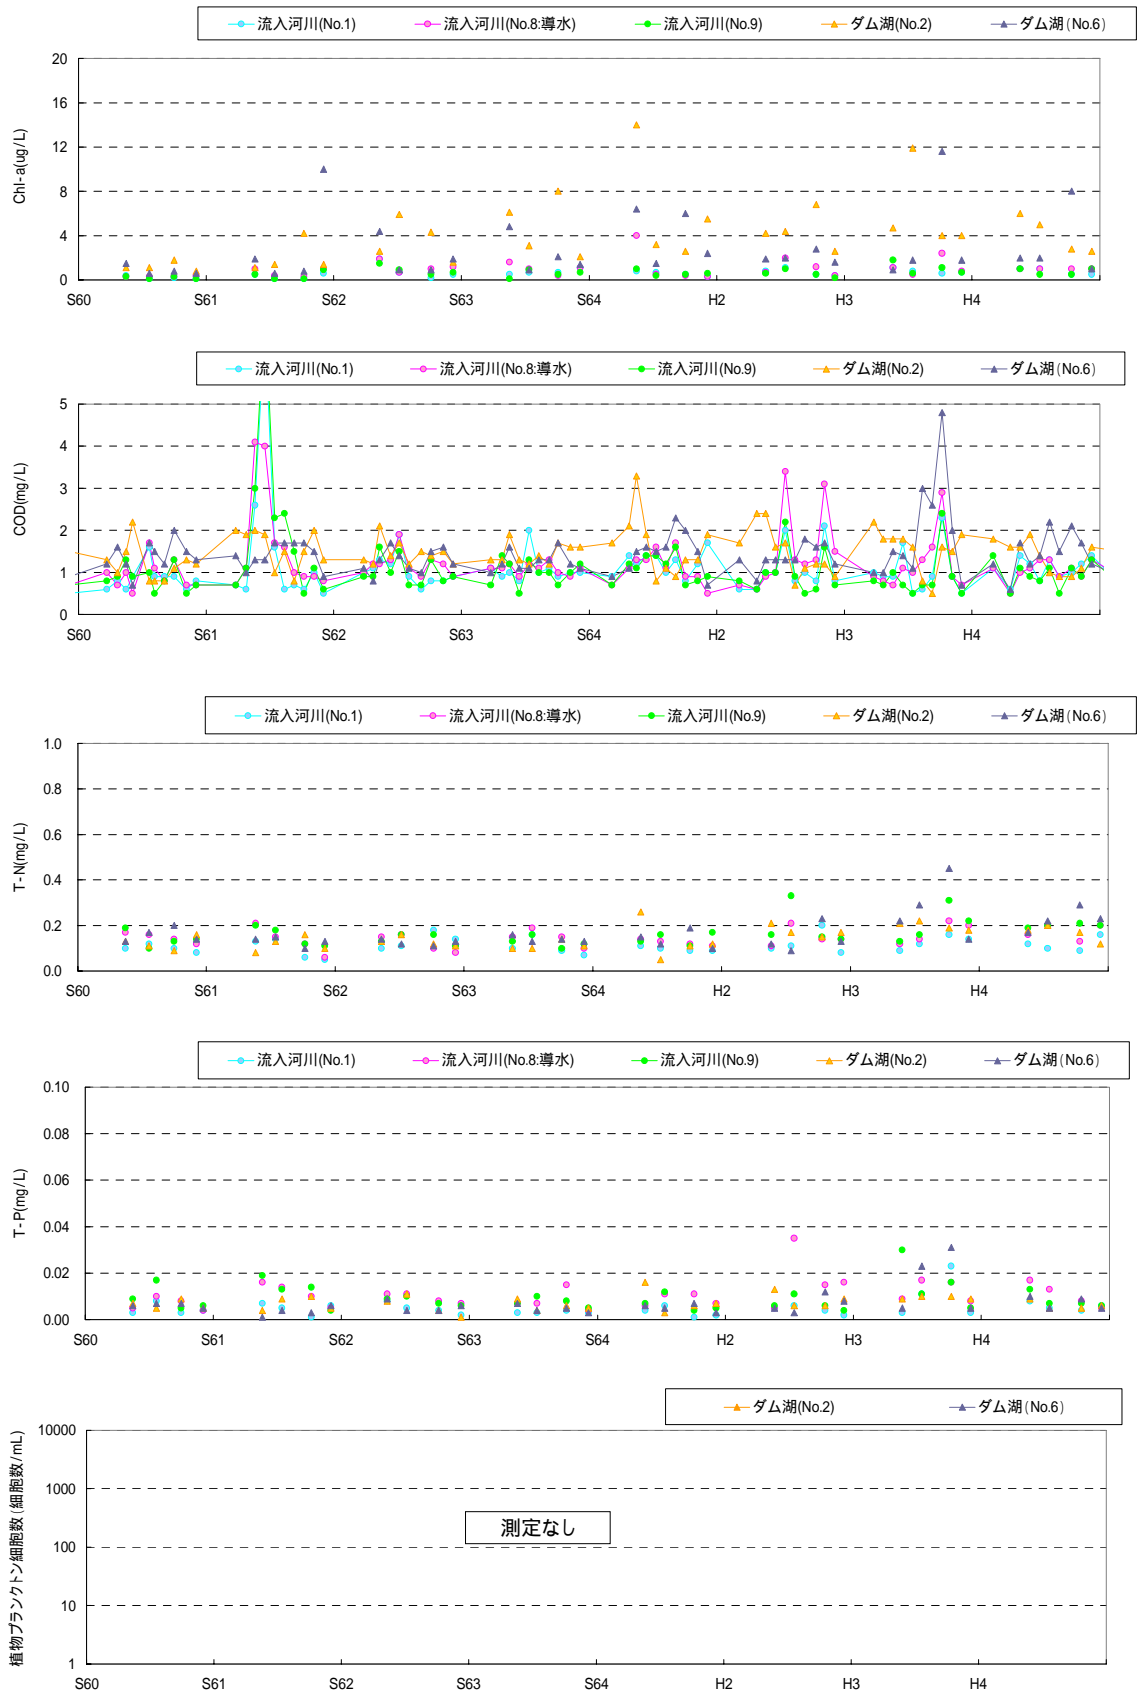 流入河川(No.1) 流入河川(No.8:導水) 流入河川(No.9) ダム湖(No.2) ダム湖(No.6)
Chl-a(ug/L)
20
16
12
8
4
0
S60 S61 S62 S63 S64 H2 H3 H4
流入河川(No.1) 流入河川(No.8:導水) 流入河川(No.9) ダム湖(No.2) ダム湖(No.6)
COD(mg/L)
5
4
3
2
1
0
S60 S61 S62 S63 S64 H2 H3 H4
流入河川(No.1) 流入河川(No.8:導水) 流入河川(No.9) ダム湖(No.2) ダム湖(No.6)
T-N(mg/L)
1.0
0.8
0.6
0.4
0.2
0.0
S60 S61 S62 S63 S64 H2 H3 H4
流入河川(No.1) 流入河川(No.8:導水) 流入河川(No.9) ダム湖(No.2) ダム湖(No.6)
T-P(mg/L)
0.10
0.08
0.06
0.04
0.02
0.00
S60 S61 S62 S63 S64 H2 H3 H4
ダム湖(No.2) ダム湖(No.6)
植物プランクトン細胞数(細胞数/mL)
10000
1000
測定なし
100
10
1
S60 S61 S62 S63 S64 H2 H3 H4